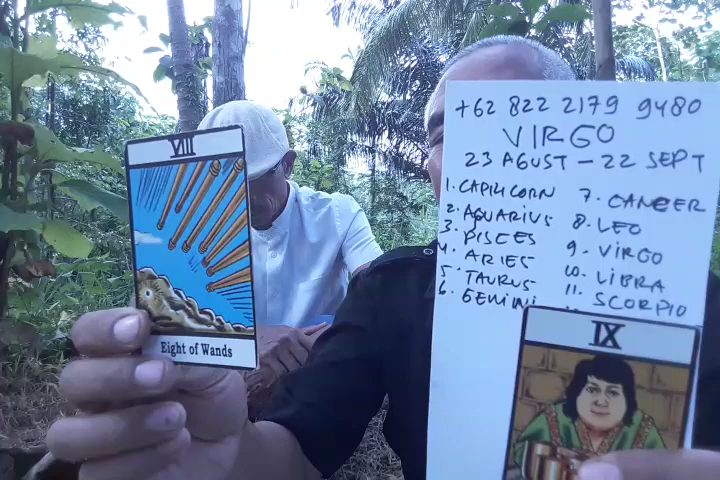 VIII
Eight of Wands
+62 822 2179 9480
VIRGO
23 AGUST - 22 SEPT
1. CAPRICORN
2. AQUARIUS
3. PISCES
4. ARIES
5. TAURUS
6. GEMINI
7. CANCER
8. LEO
9. VIRGO
10. LIBRA
11. SCORPIO
IX